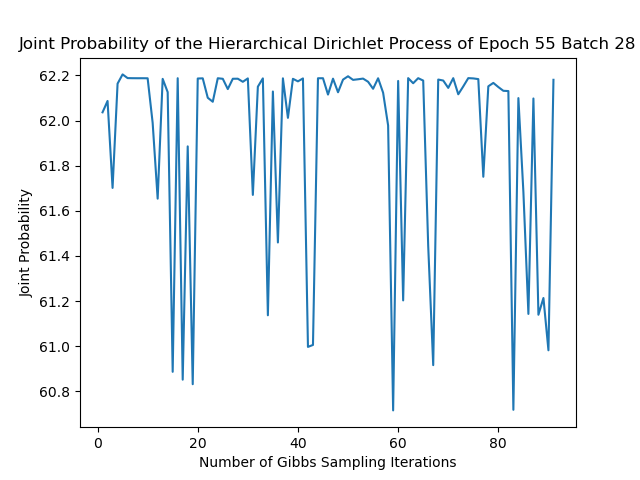 Joint Probability of the Hierarchical Dirichlet Process of Epoch 55 Batch 28
62.2
62.0
61.8
61.6
61.4
61.2
61.0
60.8
Joint Probability
0 20 40 60 80
Number of Gibbs Sampling Iterations